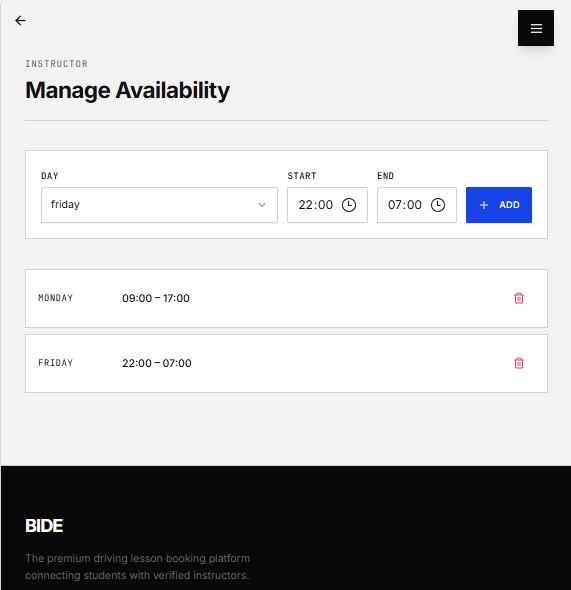 INSTRUCTOR
Manage Availability
DAY START END
friday 22:00 07:00 ADD
MONDAY 09:00 – 17:00
FRIDAY 22:00 – 07:00
BIDE
The premium driving lesson booking platform
connecting students with verified instructors.